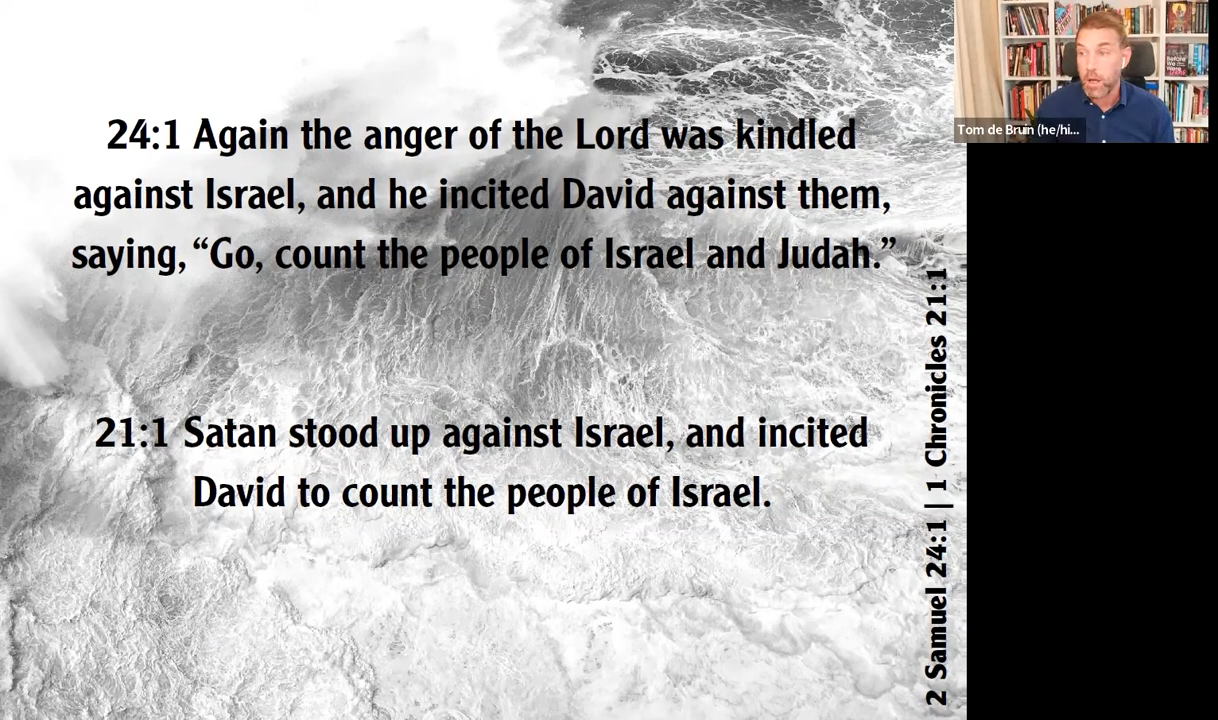 24:1 Again the anger of the Lord was kindled
against Israel, and he incited David against them,
saying, “Go, count the people of Israel and Judah.”
21:1 Satan stood up against Israel, and incited
David to count the people of Israel.
2 Samuel 24:1 | 1 Chronicles 21:1
Tom de Bruin (he/hi...